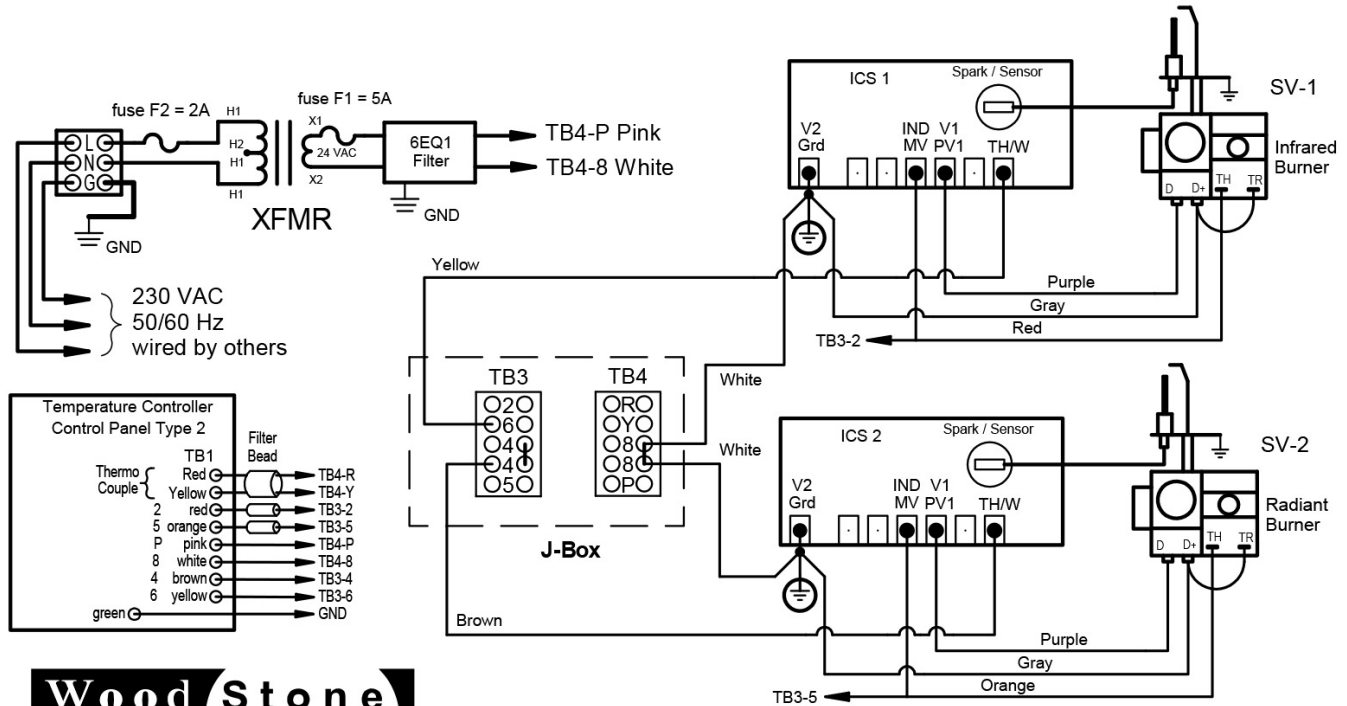 fuse F2 = 2A
H1
H2
H1
H1
L
N
G
GND
XFMR
fuse F1 = 5A
X1
24 VAC
X2
6EQ1
Filter
GND
TB4-P Pink
TB4-8 White
230 VAC
50/60 Hz
wired by others
ICS 1
Spark / Sensor
V2
Grd
IND
MV
V1
PV1
TH/W
SV-1
Infrared
Burner
D
D+
TH
TR
Yellow
Purple
Gray
Red
TB3-2
White
White
TB3
2
6
4
4
5
TB4
R
Y
8
8
P
J-Box
Brown
Temperature Controller
Control Panel Type 2
TB1
Filter
Bead
Thermo
Couple
Red
TB4-R
Yellow
TB4-Y
2 red
TB3-2
5 orange
TB3-5
P pink
TB4-P
8 white
TB4-8
4 brown
TB3-4
6 yellow
TB3-6
green
GND
ICS 2
Spark / Sensor
V2
Grd
IND
MV
V1
PV1
TH/W
SV-2
Radiant
Burner
D
D+
TH
TR
Purple
Gray
Orange
TB3-5
Wood Stone